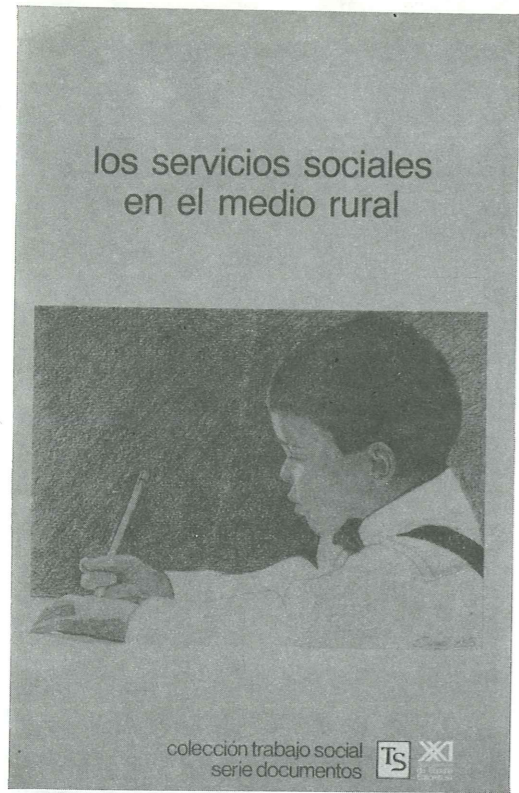 los servicios sociales
en el medio rural
colección trabajo social
serie documentos
TS
XXI